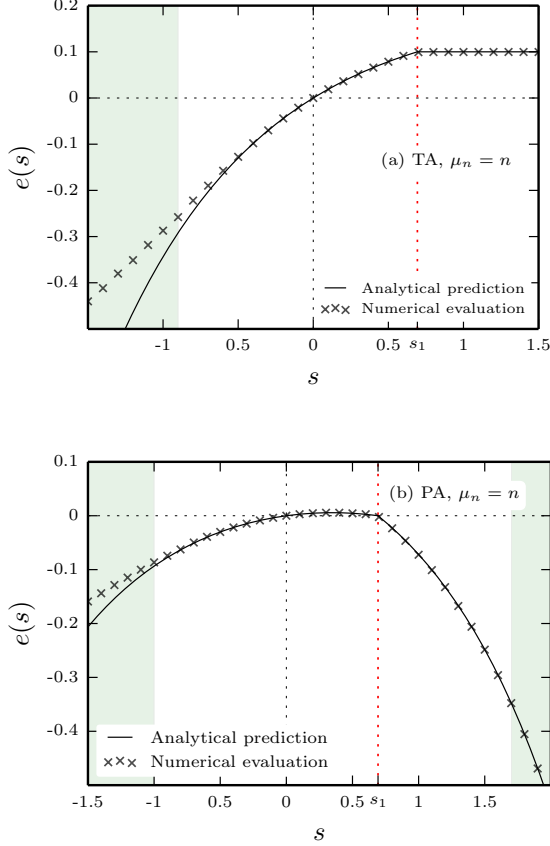 0.2
0.1
0
-0.1
-0.2
-0.3
-0.4
e(s)
(a) TA, μₙ = n
Analytical prediction
Numerical evaluation
-1 0.5 0 0.5 s₁ 1 1.5
s
0.1
0
-0.1
-0.2
-0.3
-0.4
e(s)
(b) PA, μₙ = n
Analytical prediction
Numerical evaluation
-1.5 -1 0.5 0 0.5 s₁ 1 1.5
s